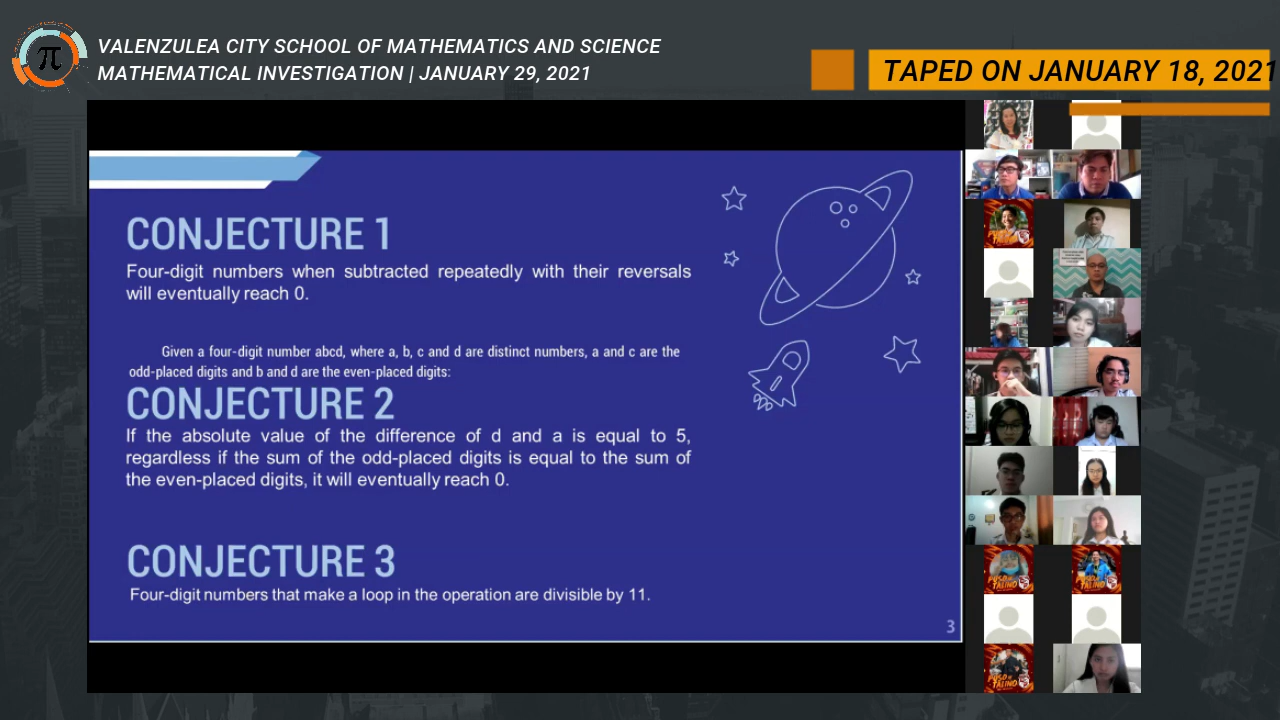 VALENZULEA CITY SCHOOL OF MATHEMATICS AND SCIENCE
MATHEMATICAL INVESTIGATION | JANUARY 29, 2021
TAPED ON JANUARY 18, 2021
π
CONJECTURE 1
Four-digit numbers when subtracted repeatedly with their reversals
will eventually reach 0.
Given a four-digit number abcd, where a, b, c and d are distinct numbers, a and c are the
odd-placed digits and b and d are the even-placed digits:
CONJECTURE 2
If the absolute value of the difference of d and a is equal to 5,
regardless if the sum of the odd-placed digits is equal to the sum of
the even-placed digits, it will eventually reach 0.
CONJECTURE 3
Four-digit numbers that make a loop in the operation are divisible by 11.
3